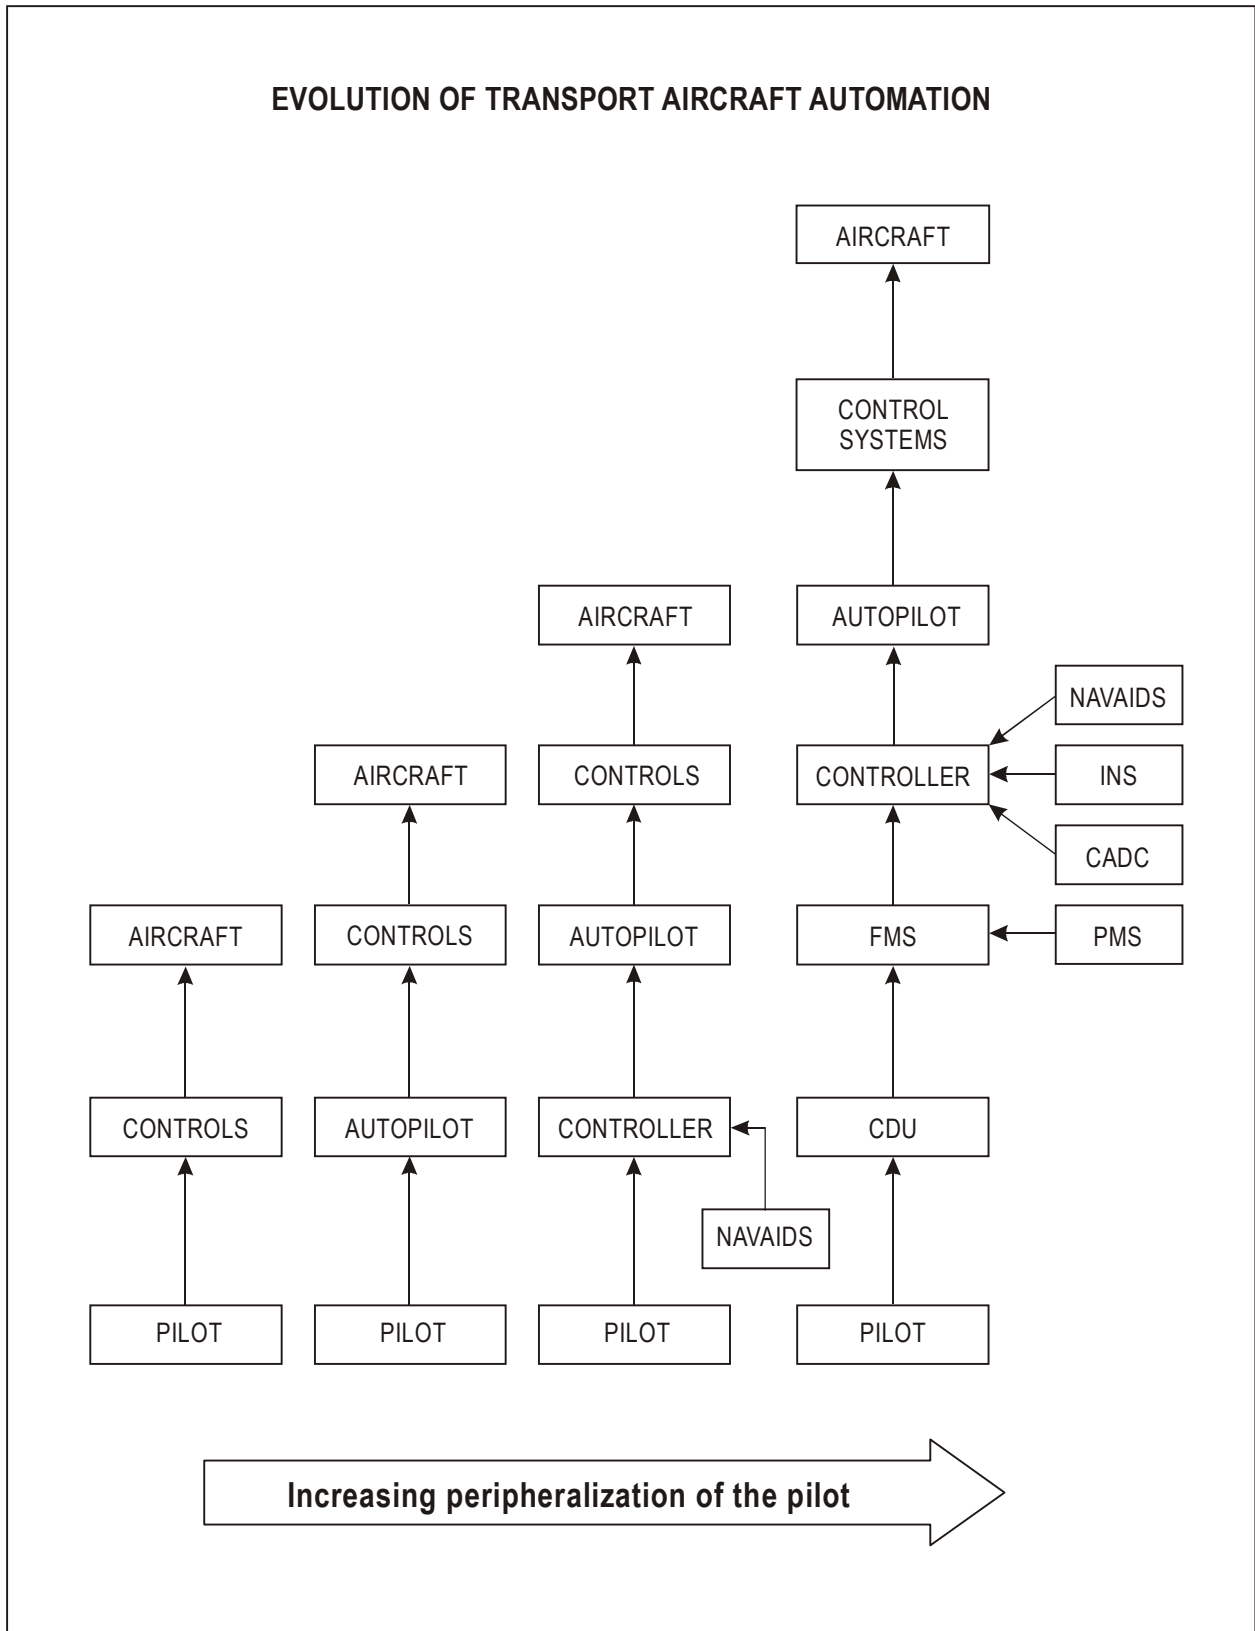 EVOLUTION OF TRANSPORT AIRCRAFT AUTOMATION
AIRCRAFT
CONTROL
SYSTEMS
AIRCRAFT
AUTOPILOT
NAVAIDS
AIRCRAFT
CONTROLS
CONTROLLER
INS
CADC
AIRCRAFT
CONTROLS
AUTOPILOT
FMS
PMS
CONTROLS
AUTOPILOT
CONTROLLER
CDU
NAVAIDS
PILOT
PILOT
PILOT
PILOT
Increasing peripheralization of the pilot